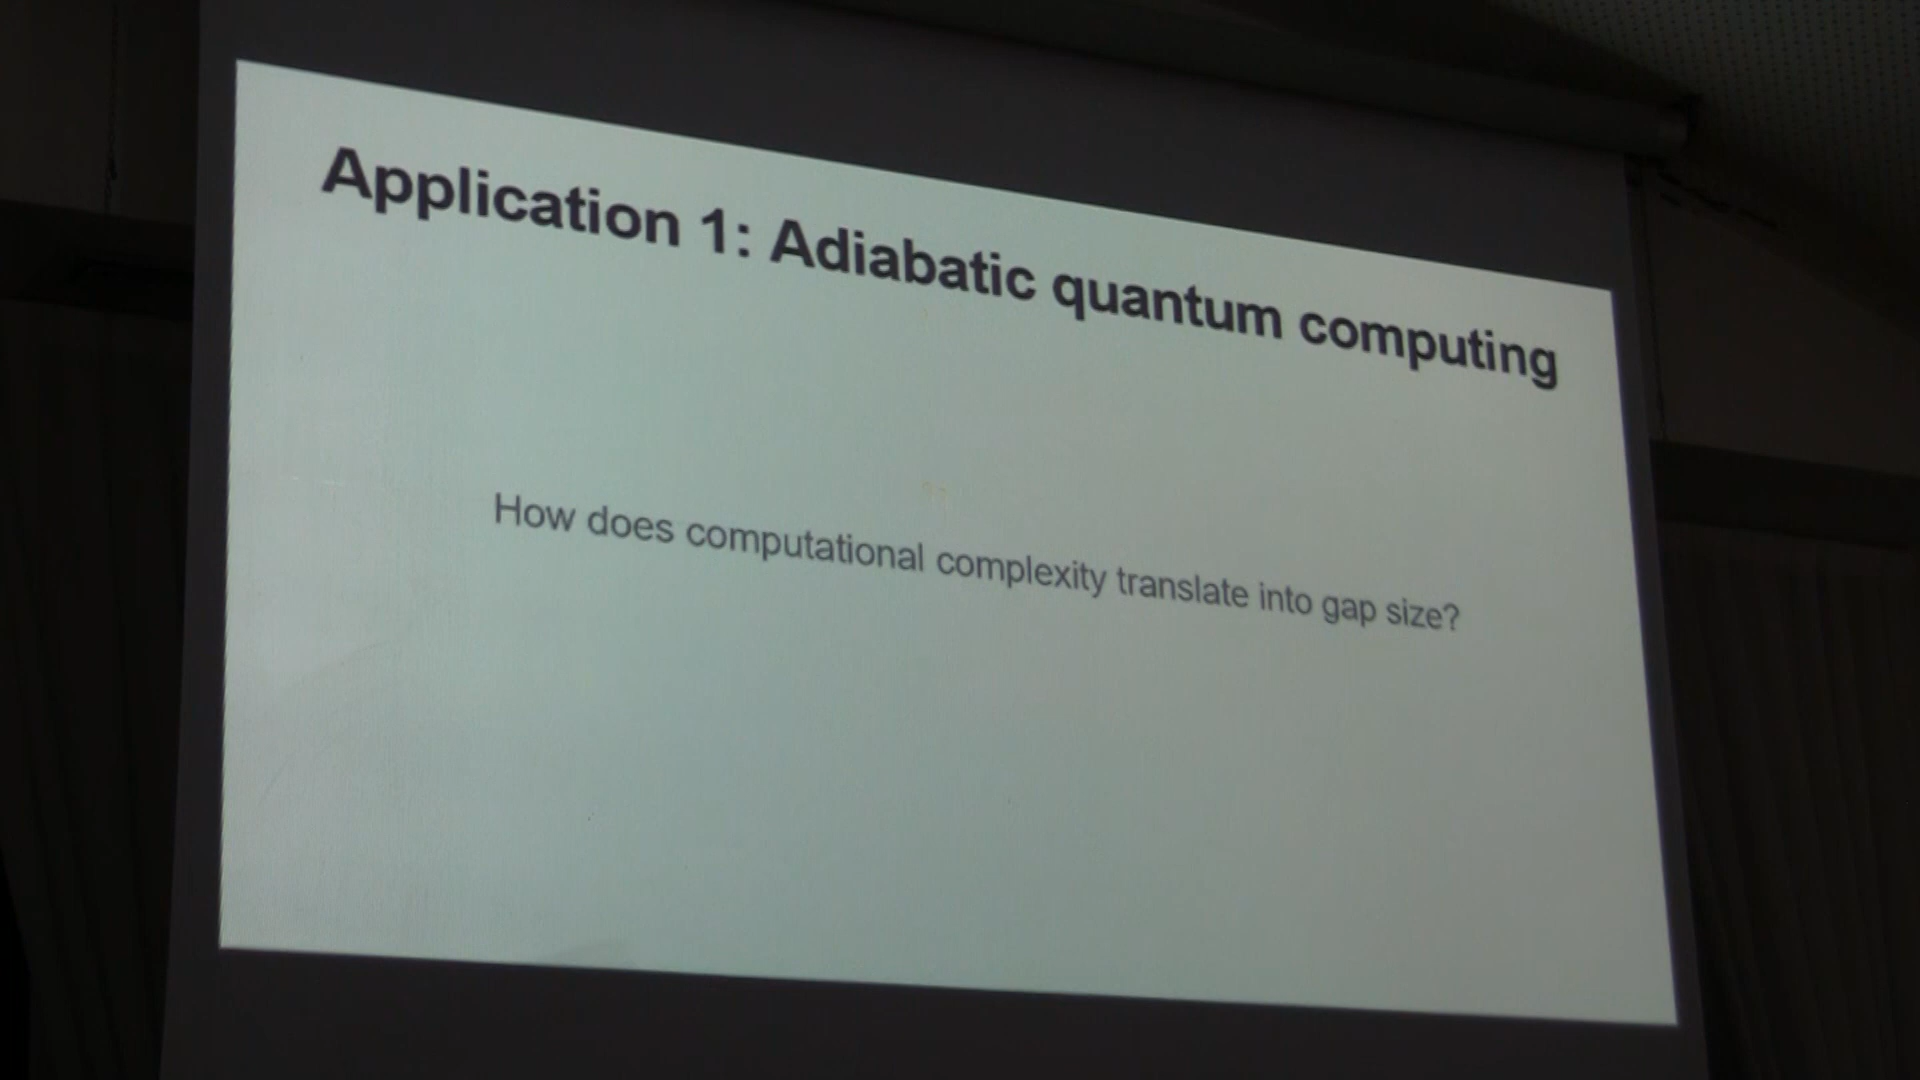 Application 1: Adiabatic quantum computing
How does computational complexity translate into gap size?